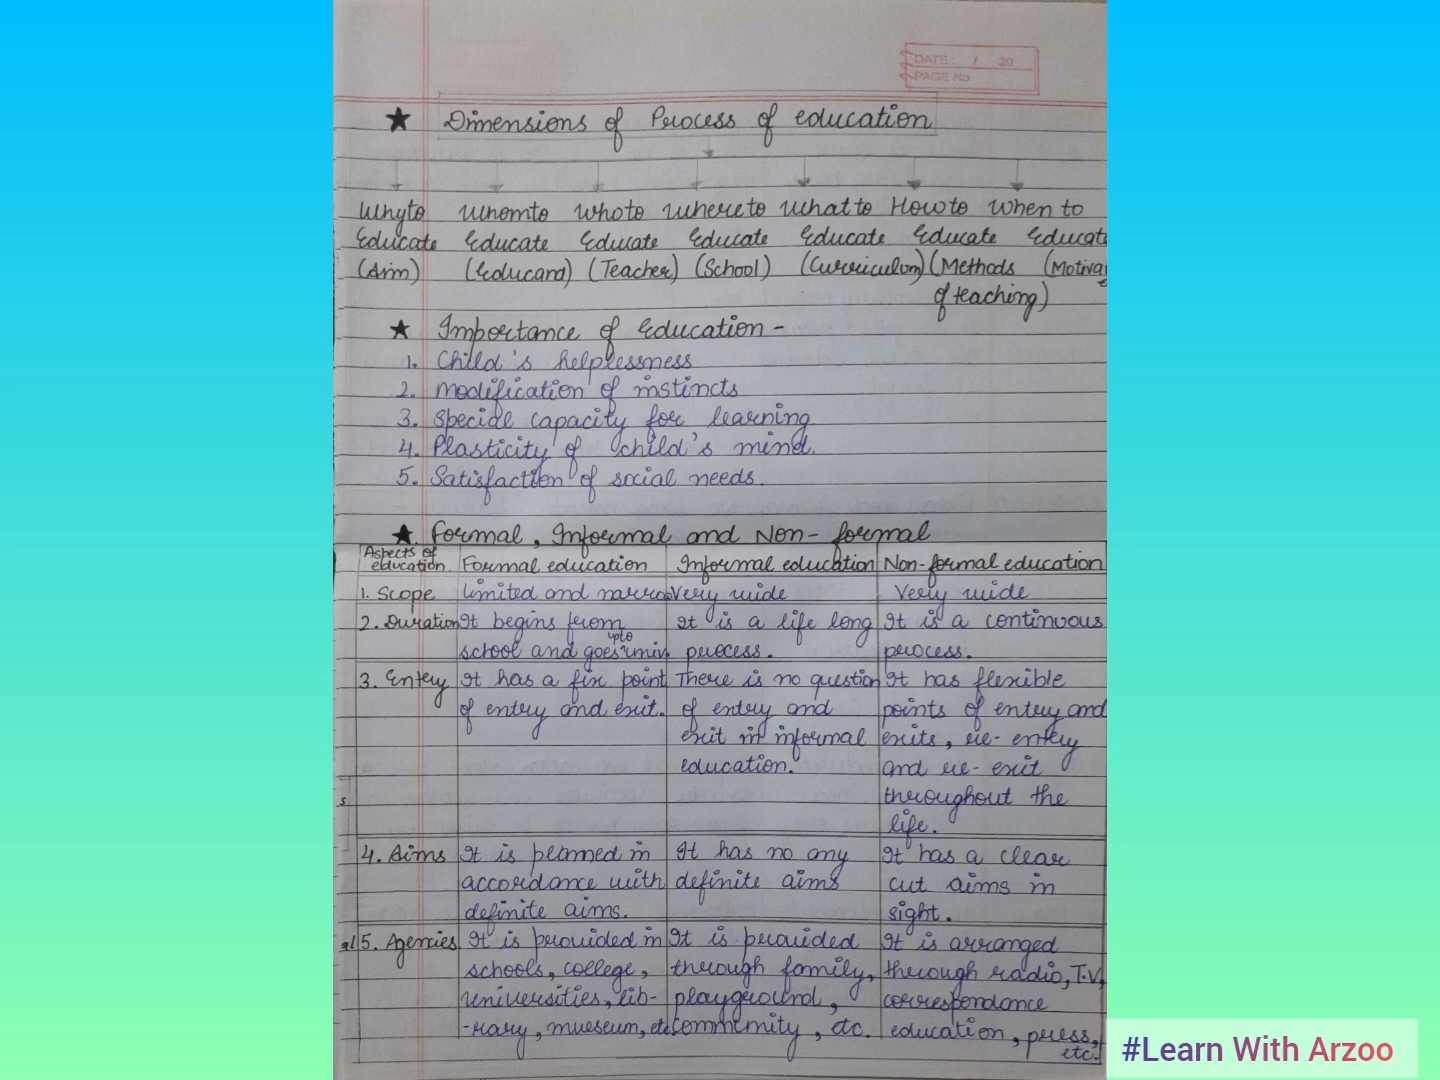 DATE: / 20
PAGE No
★ Dimensions of Process of education
Why to Whom to Who to Where to What to How to When to
Educate Educate Educate Educate Educate Educate Educate
(Aim) (Educand) (Teacher) (School) (Curriculum) (Methods (Motiva
of teaching)
★ Importance of Education -
1. Child's helplessness
2. Modification of instincts
3. Special capacity for learning
4. Plasticity of child's mind.
5. Satisfaction of social needs.
★ Formal, Informal and Non-formal
Aspects of
education. Formal education Informal education Non-formal education
1. Scope limited and narrow Very wide Very wide
2. Duration It begins from It is a life long It is a continuous
upto
school and goes univ. process. process.
3. Entry It has a fix point There is no question It has flexible
of entry and exit. of entry and points of entry and
exit in informal exits, re-entry
education. and re-exit
throughout the
life.
4. Aims It is planned in It has no any It has a clear
accordance with definite aims cut aims in
definite aims. sight.
5. Agencies It is provided in It is provided It is arranged
schools, college, through family, through radio, T.V,
universities, lib- playground, correspondance
-rary, mueseum, etc. community, etc. education, press,
etc.
#Learn With Arzoo